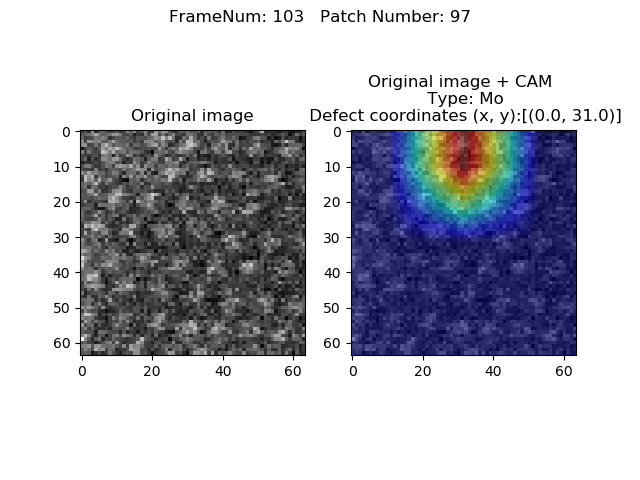 FrameNum: 103   Patch Number: 97
Original image
Original image + CAM
Type: Mo
Defect coordinates (x, y):[(0.0, 31.0)]
0
10
20
30
40
50
60
0 20 40 60
0
10
20
30
40
50
60
0 20 40 60